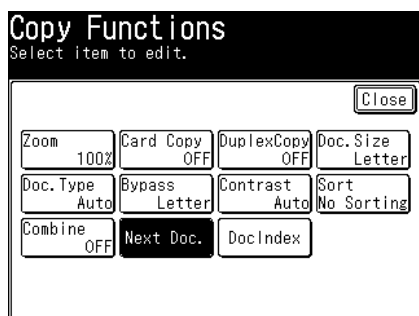 Copy Functions
Select item to edit.
Close
Zoom Card Copy DuplexCopy Doc.Size
100% OFF OFF Letter
Doc.Type Bypass Contrast Sort
Auto Letter Auto No Sorting
Combine
OFF Next Doc. DocIndex